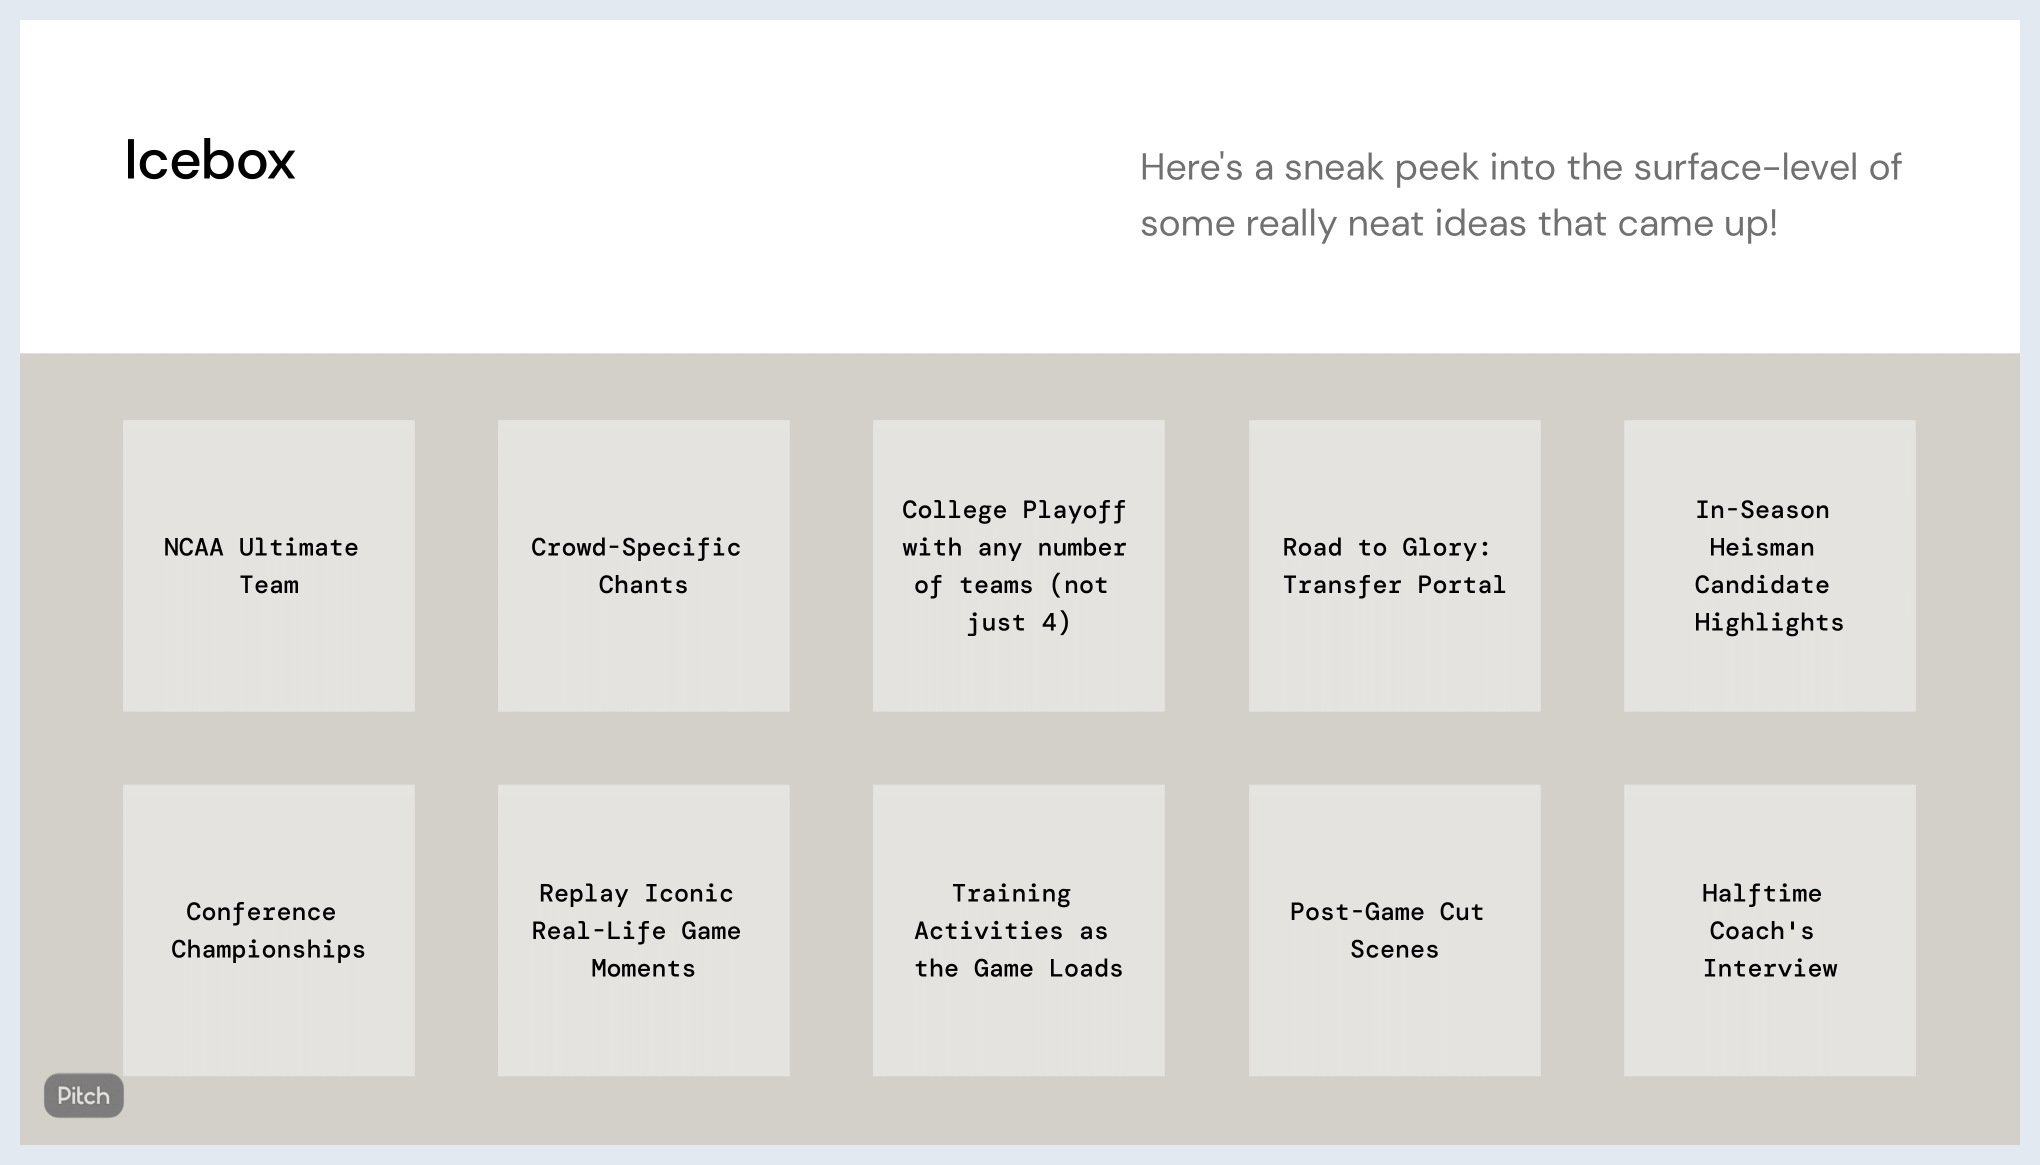 Icebox
Here's a sneak peek into the surface-level of
some really neat ideas that came up!
NCAA Ultimate
Team
Crowd-Specific
Chants
College Playoff
with any number
of teams (not
just 4)
Road to Glory:
Transfer Portal
In-Season
Heisman
Candidate
Highlights
Conference
Championships
Replay Iconic
Real-Life Game
Moments
Training
Activities as
the Game Loads
Post-Game Cut
Scenes
Halftime
Coach's
Interview
Pitch